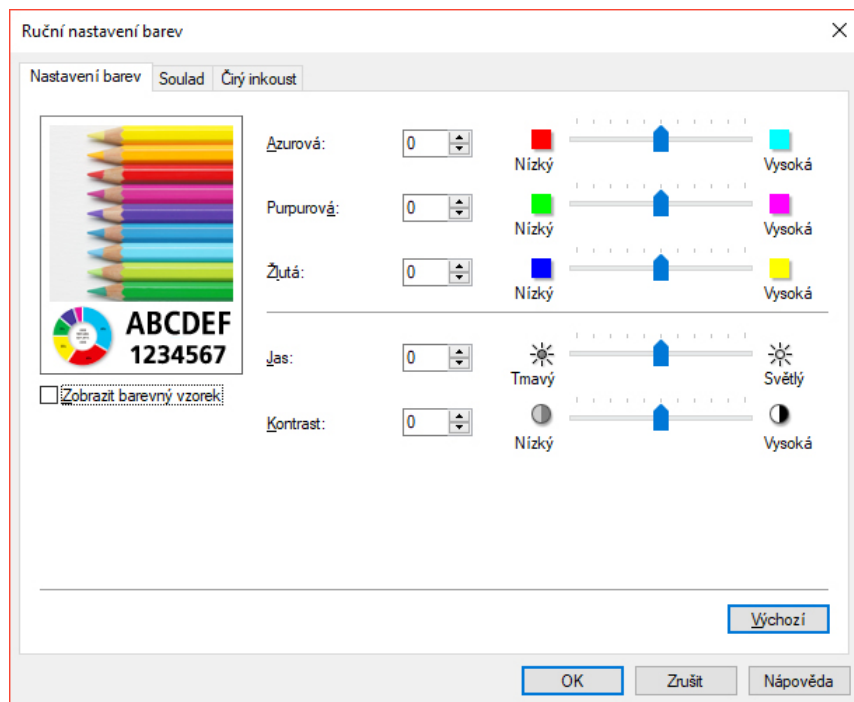 Ruční nastavení barev
Nastavení barev Soulad Čirý inkoust
Azurová: 0 Nízký Vysoká
Purpurová: 0 Nízký Vysoká
Žlutá: 0 Nízký Vysoká
ABCDEF
1234567
Zobrazit barevný vzorek
Jas: 0 Tmavý Světlý
Kontrast: 0 Nízký Vysoká
Výchozí
OK Zrušit Nápověda